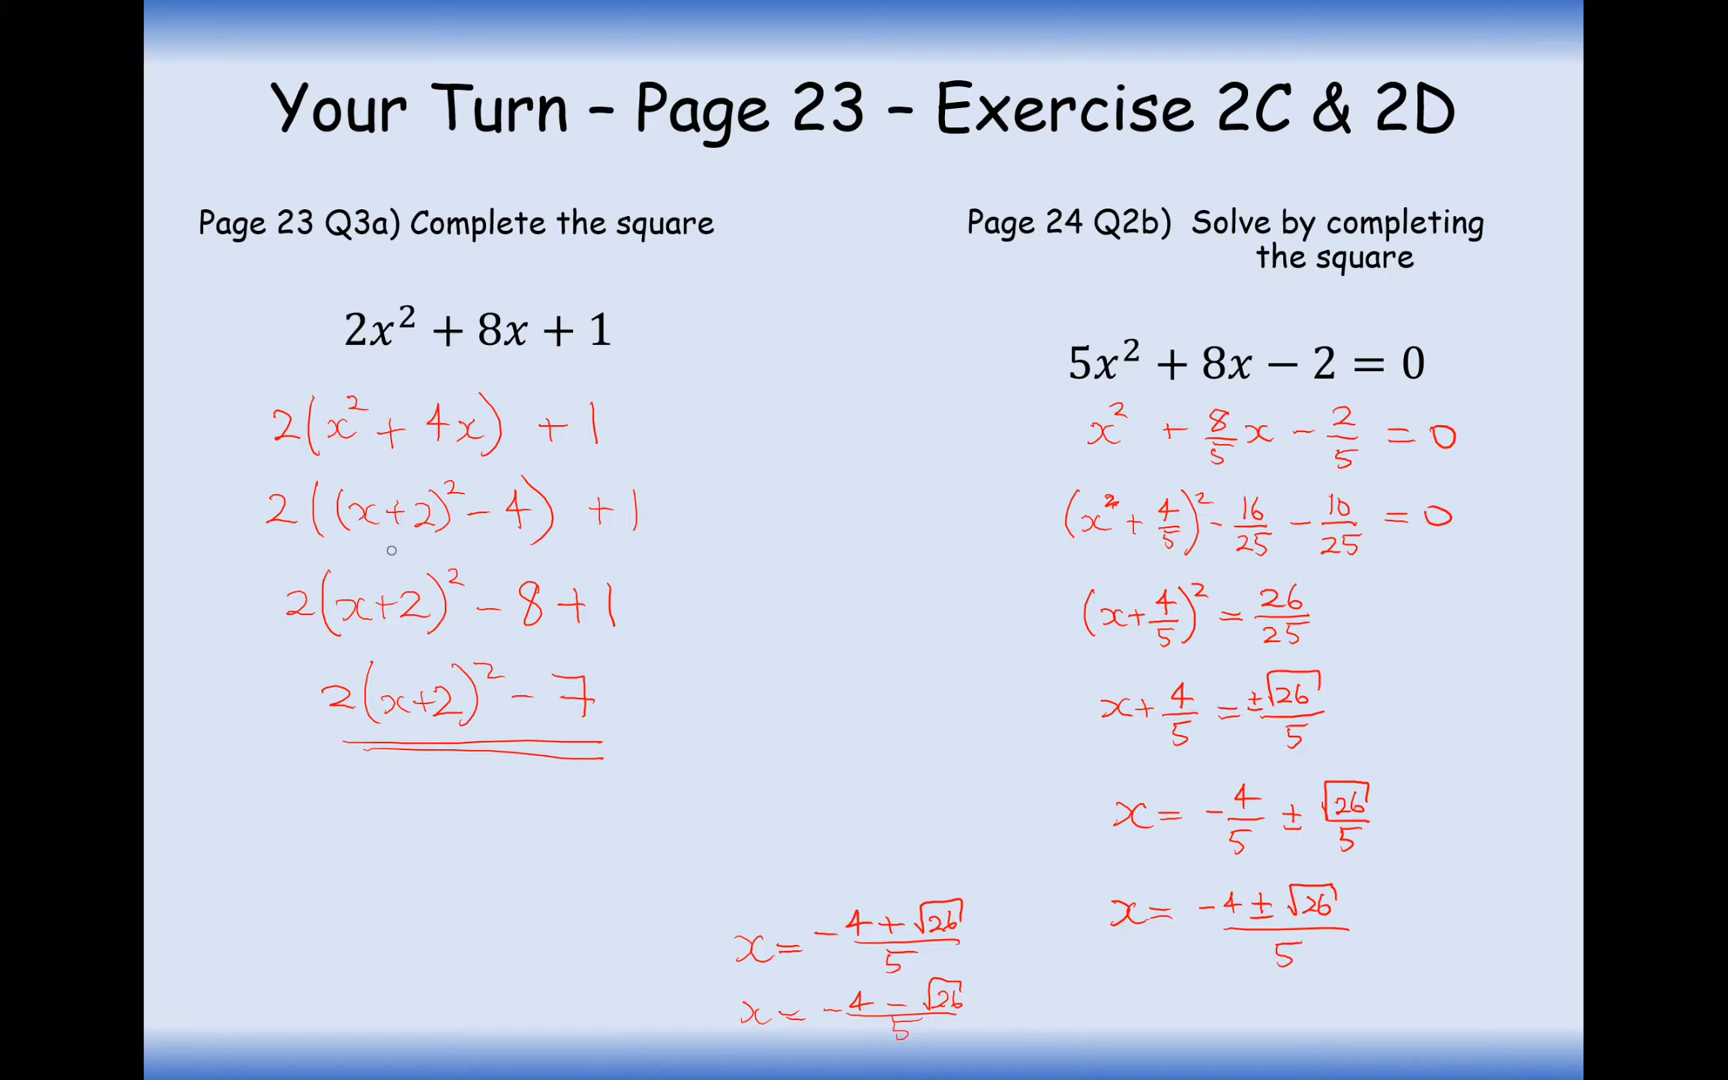 Your Turn – Page 23 – Exercise 2C & 2D
Page 23 Q3a) Complete the square
2x² + 8x + 1
2(x² + 4x) + 1
2((x+2)² - 4) + 1
2(x+2)² - 8 + 1
2(x+2)² - 7
Page 24 Q2b) Solve by completing
the square
5x² + 8x − 2 = 0
x² + 8/5 x - 2/5 = 0
(x² + 4/5)² - 16/25 - 10/25 = 0
(x + 4/5)² = 26/25
x + 4/5 = ±√26/5
x = -4/5 ± √26/5
x = (-4 ± √26)/5
x = (-4 + √26)/5
x = (-4 - √26)/5